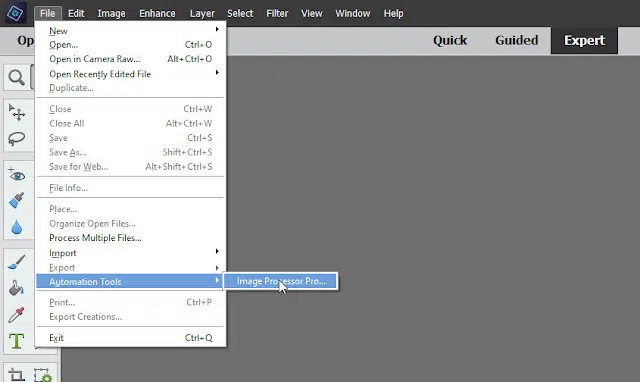 File Edit Image Enhance Layer Select Filter View Window Help
Op Quick Guided Expert
New
Open... Ctrl+O
Open in Camera Raw... Alt+Ctrl+O
Open Recently Edited File
Duplicate...
Close Ctrl+W
Close All Alt+Ctrl+W
Save Ctrl+S
Save As... Shift+Ctrl+S
Save for Web... Alt+Shift+Ctrl+S
File Info...
Place...
Organize Open Files...
Process Multiple Files...
Import
Export
Automation Tools Image Processor Pro...
Print... Ctrl+P
Export Creations...
Exit Ctrl+Q
T